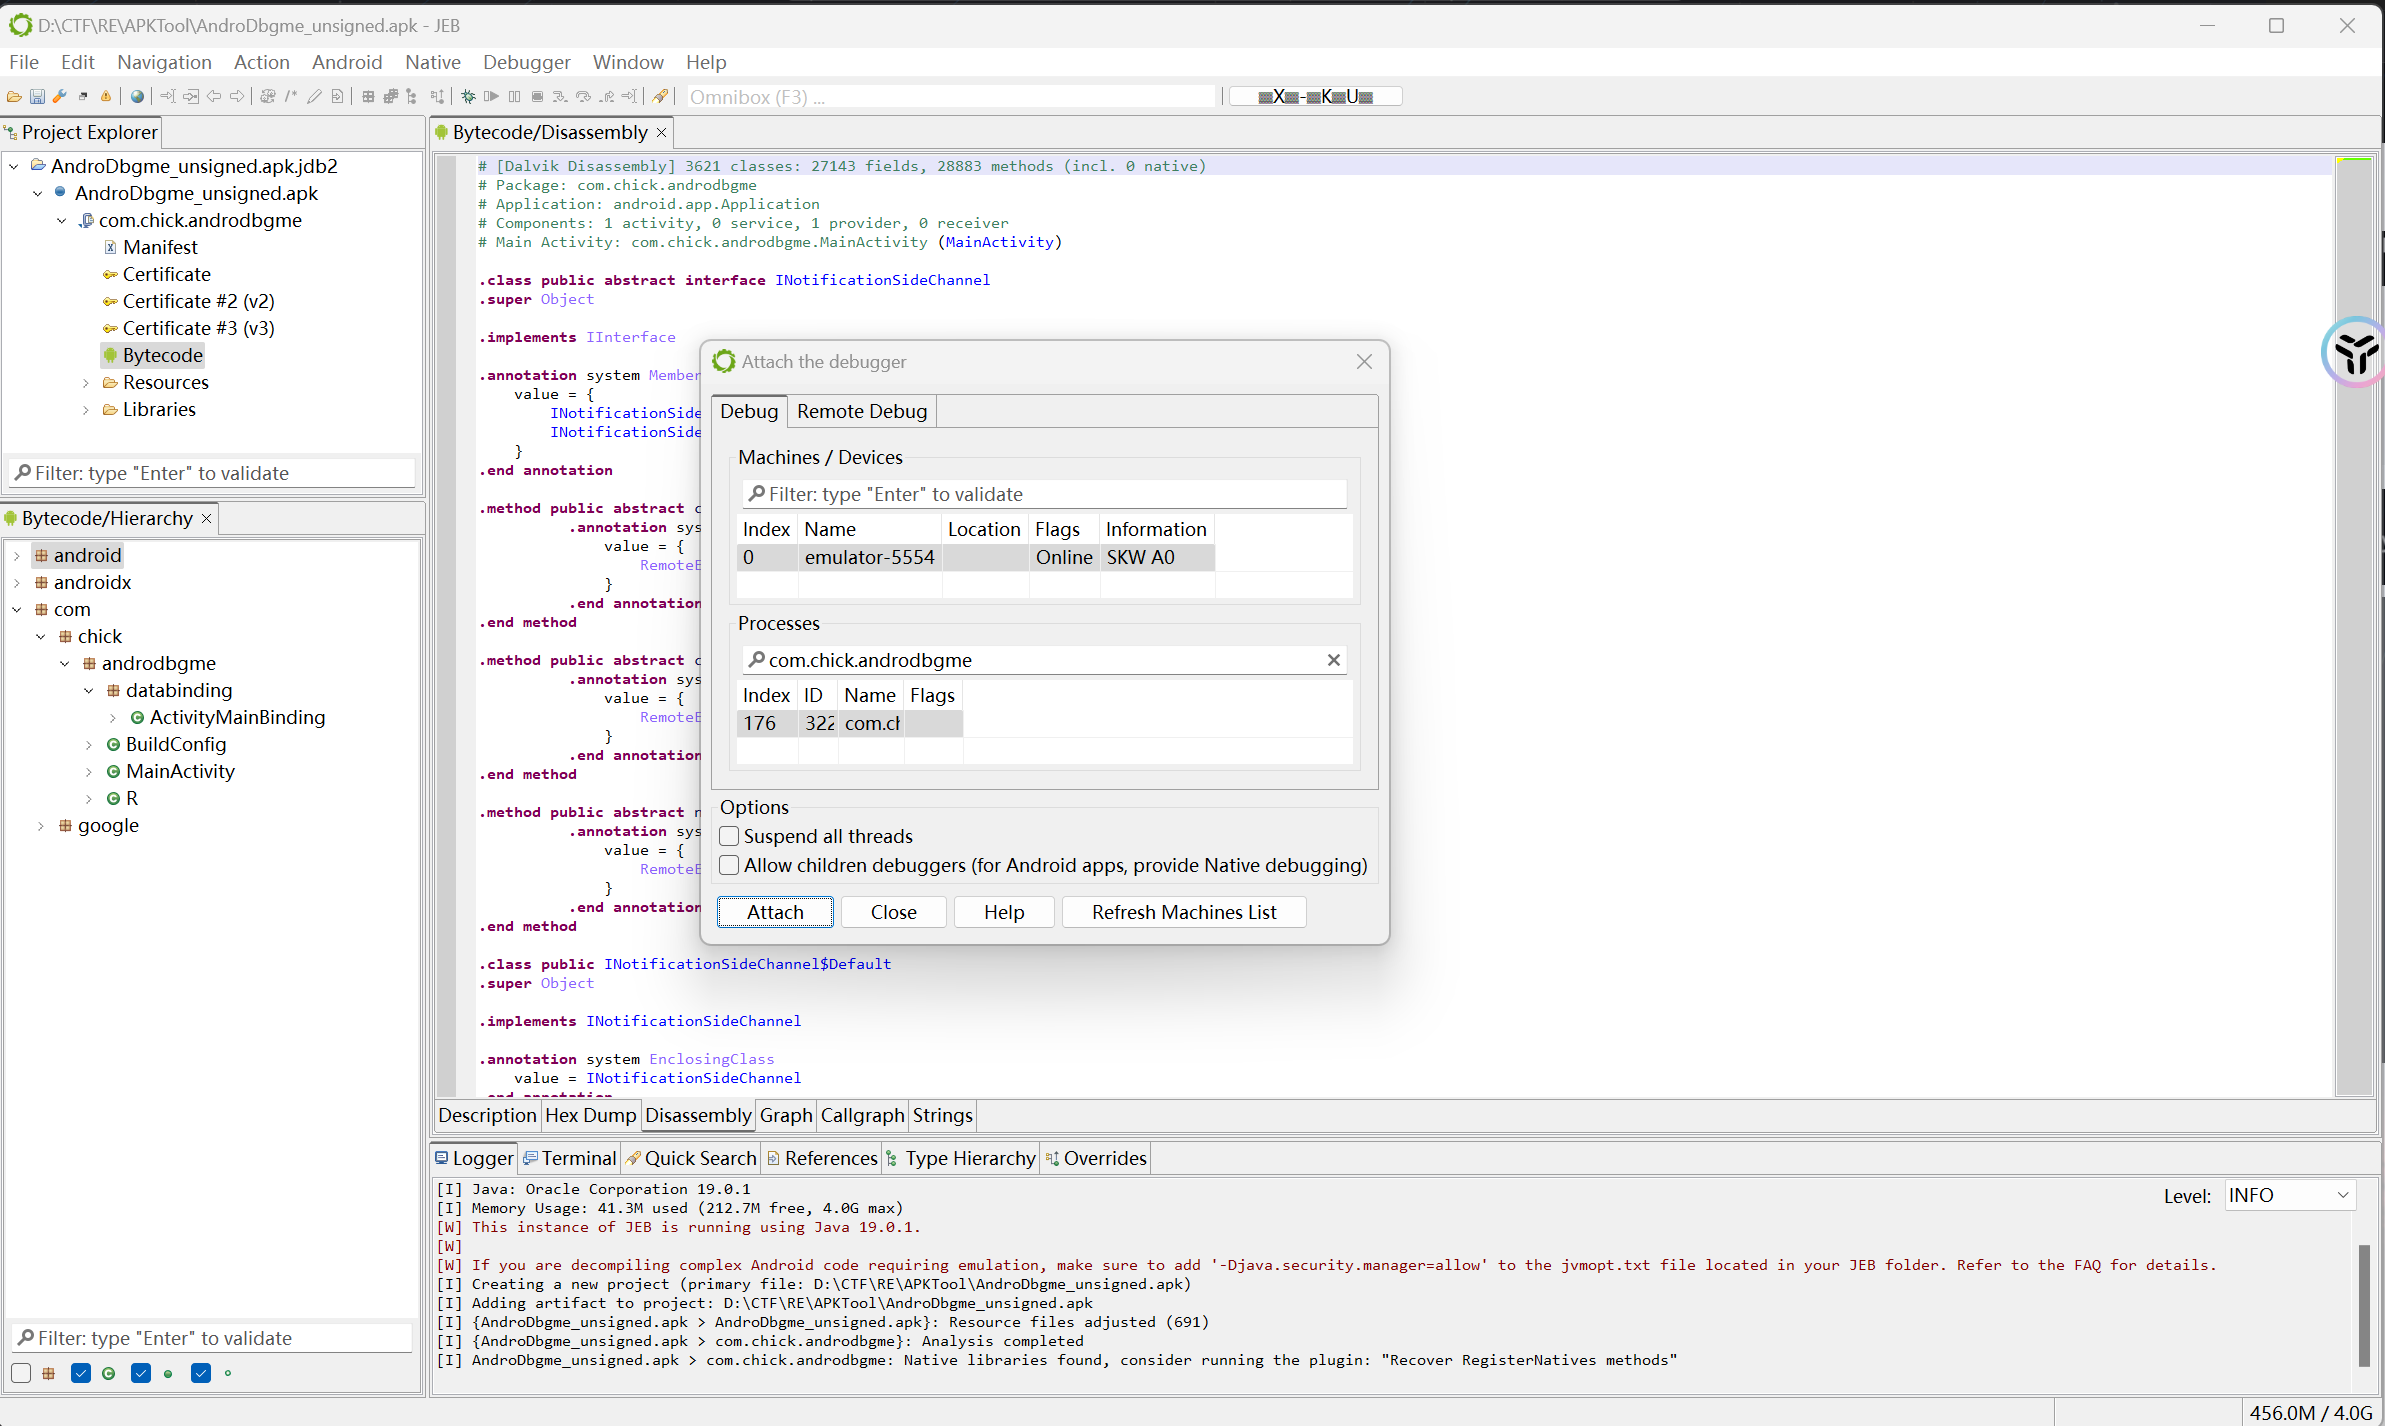 D:\CTF\RE\APKTool\AndroDbgme_unsigned.apk - JEB
File Edit Navigation Action Android Native Debugger Window Help
Omnibox (F3) ...
Project Explorer
AndroDbgme_unsigned.apk.jdb2
AndroDbgme_unsigned.apk
com.chick.androdbgme
Manifest
Certificate
Certificate #2 (v2)
Certificate #3 (v3)
Bytecode
Resources
Libraries
Filter: type "Enter" to validate
Bytecode/Hierarchy
android
androidx
com
chick
androdbgme
databinding
ActivityMainBinding
BuildConfig
MainActivity
R
google
Filter: type "Enter" to validate
Bytecode/Disassembly
# [Dalvik Disassembly] 3621 classes: 27143 fields, 28883 methods (incl. 0 native)
# Package: com.chick.androdbgme
# Application: android.app.Application
# Components: 1 activity, 0 service, 1 provider, 0 receiver
# Main Activity: com.chick.androdbgme.MainActivity (MainActivity)
.class public abstract interface INotificationSideChannel
.super Object
.implements IInterface
.annotation system Member
value = {
INotificationSide
INotificationSide
}
.end annotation
.method public abstract c
.annotation sys
value = {
RemoteE
}
.end annotation
.end method
.method public abstract c
.annotation sys
value = {
RemoteE
}
.end annotation
.end method
.method public abstract n
.annotation sys
value = {
RemoteE
}
.end annotation
.end method
.class public INotificationSideChannel$Default
.super Object
.implements INotificationSideChannel
.annotation system EnclosingClass
value = INotificationSideChannel
Attach the debugger
Debug Remote Debug
Machines / Devices
Filter: type "Enter" to validate
Index Name Location Flags Information
0 emulator-5554 Online SKW A0
Processes
com.chick.androdbgme
Index ID Name Flags
176 322 com.ch
Options
Suspend all threads
Allow children debuggers (for Android apps, provide Native debugging)
Attach Close Help Refresh Machines List
Description Hex Dump Disassembly Graph Callgraph Strings
Logger Terminal Quick Search References Type Hierarchy Overrides
Level: INFO
[I] Java: Oracle Corporation 19.0.1
[I] Memory Usage: 41.3M used (212.7M free, 4.0G max)
[W] This instance of JEB is running using Java 19.0.1.
[W]
[W] If you are decompiling complex Android code requiring emulation, make sure to add '-Djava.security.manager=allow' to the jvmopt.txt file located in your JEB folder. Refer to the FAQ for details.
[I] Creating a new project (primary file: D:\CTF\RE\APKTool\AndroDbgme_unsigned.apk)
[I] Adding artifact to project: D:\CTF\RE\APKTool\AndroDbgme_unsigned.apk
[I] {AndroDbgme_unsigned.apk > AndroDbgme_unsigned.apk}: Resource files adjusted (691)
[I] {AndroDbgme_unsigned.apk > com.chick.androdbgme}: Analysis completed
[I] AndroDbgme_unsigned.apk > com.chick.androdbgme: Native libraries found, consider running the plugin: "Recover RegisterNatives methods"
456.0M / 4.0G